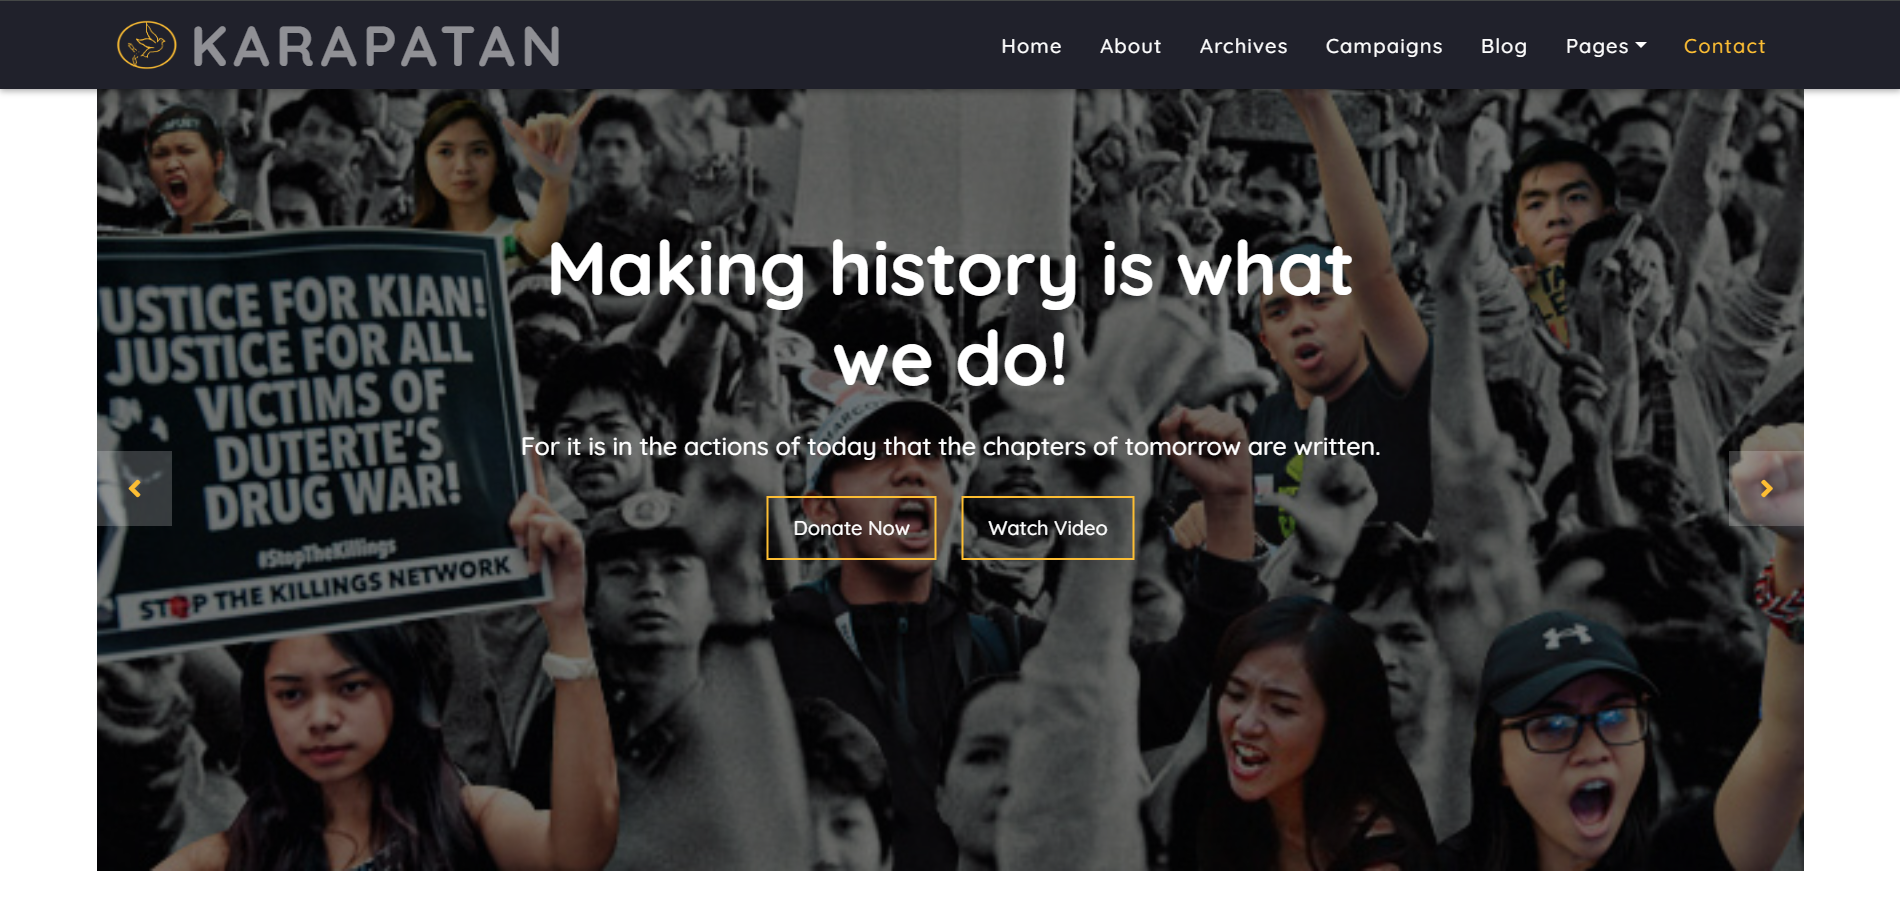 KARAPATAN
Home About Archives Campaigns Blog Pages Contact
Making history is what
we do!
For it is in the actions of today that the chapters of tomorrow are written.
Donate Now Watch Video
USTICE FOR KIAN!
JUSTICE FOR ALL
VICTIMS OF
DUTERTE'S
DRUG WAR!
#StopTheKillings
STOP THE KILLINGS NETWORK